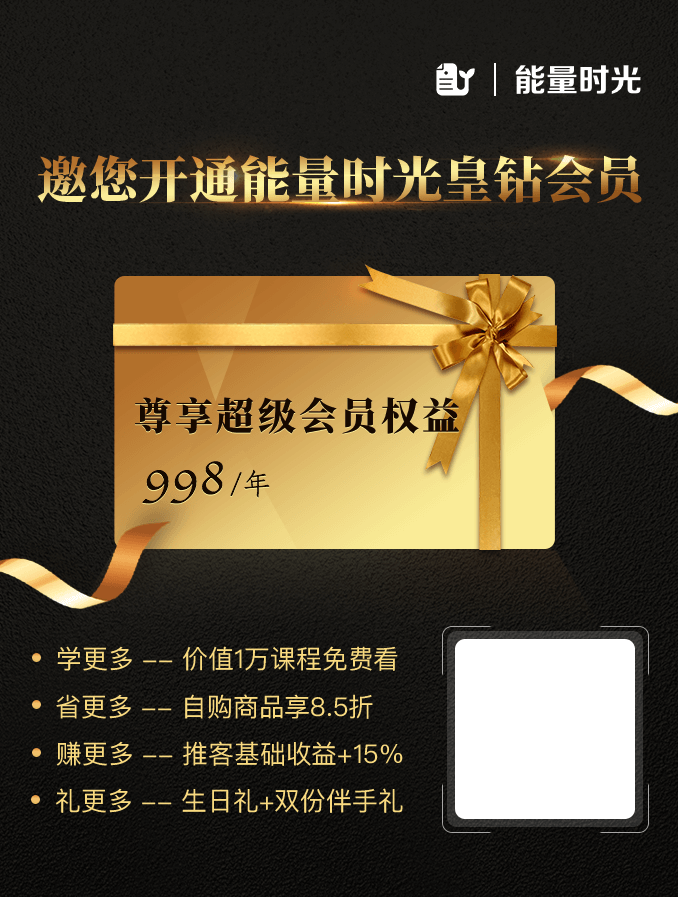 能量时光
邀您开通能量时光皇钻会员
尊享超级会员权益
998/年
• 学更多 -- 价值1万课程免费看
• 省更多 -- 自购商品享8.5折
• 赚更多 -- 推客基础收益+15%
• 礼更多 -- 生日礼+双份伴手礼